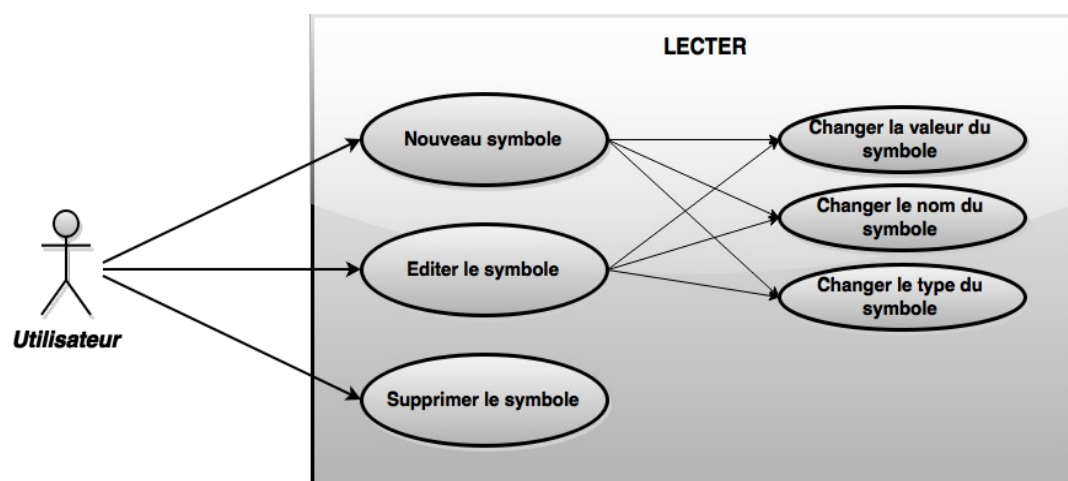 LECTER
Nouveau symbole
Changer la valeur du
symbole
Changer le nom du
symbole
Editer le symbole
Changer le type du
symbole
Utilisateur
Supprimer le symbole